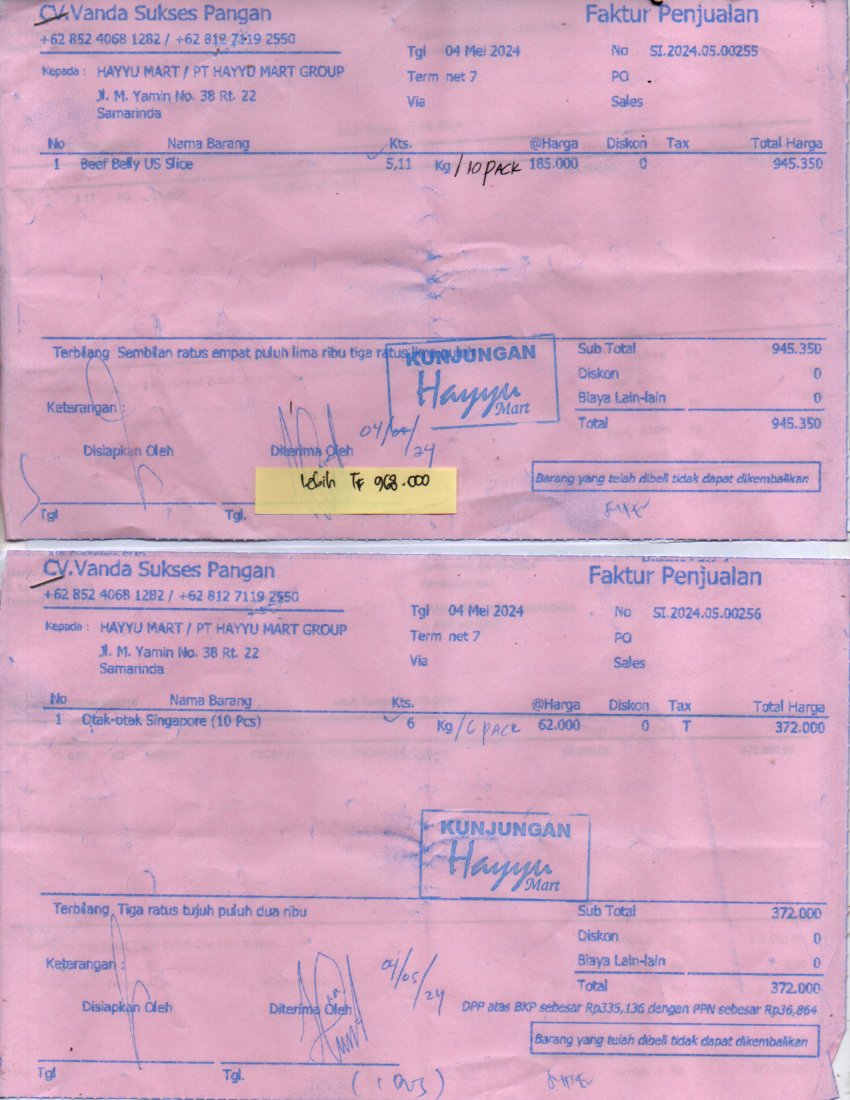 CV.Vanda Sukses Pangan
Faktur Penjualan
+62 852 4068 1282 / +62 812 7119 2550
Tgl 04 Mei 2024 No SI.2024.05.00255
Kepada : HAYYU MART / PT HAYYU MART GROUP
Term net 7 PO
Jl. M. Yamin No. 38 Rt. 22
Via Sales
Samarinda
No Nama Barang Kts. @Harga Diskon Tax Total Harga
1 Beef Belly US Slice 5,11 Kg / 10 PACK 185.000 0 945.350
Terbilang Sembilan ratus empat puluh lima ribu tiga ratus lima puluh
KUNJUNGAN
Hayyu
Mart
Sub Total 945.350
Diskon 0
Biaya Lain-lain 0
Keterangan :
Total 945.350
04/05/24
Disiapkan Oleh Diterima Oleh
Lebih TF 968.000
Barang yang telah dibeli tidak dapat dikembalikan
Tgl Tgl.
CV.Vanda Sukses Pangan
Faktur Penjualan
+62 852 4068 1282 / +62 812 7119 2550
Tgl 04 Mei 2024 No SI.2024.05.00256
Kepada : HAYYU MART / PT HAYYU MART GROUP
Term net 7 PO
Jl. M. Yamin No. 38 Rt. 22
Via Sales
Samarinda
No Nama Barang Kts. @Harga Diskon Tax Total Harga
1 Otak-otak Singapore (10 Pcs) 6 Kg / 6 PACK 62.000 0 T 372.000
KUNJUNGAN
Hayyu
Mart
Terbilang Tiga ratus tujuh puluh dua ribu
Sub Total 372.000
Diskon 0
Biaya Lain-lain 0
Keterangan :
Total 372.000
04/05/24
Disiapkan Oleh Diterima Oleh
DPP atas BKP sebesar Rp335,136 dengan PPN sebesar Rp36,864
Barang yang telah dibeli tidak dapat dikembalikan
Tgl Tgl.